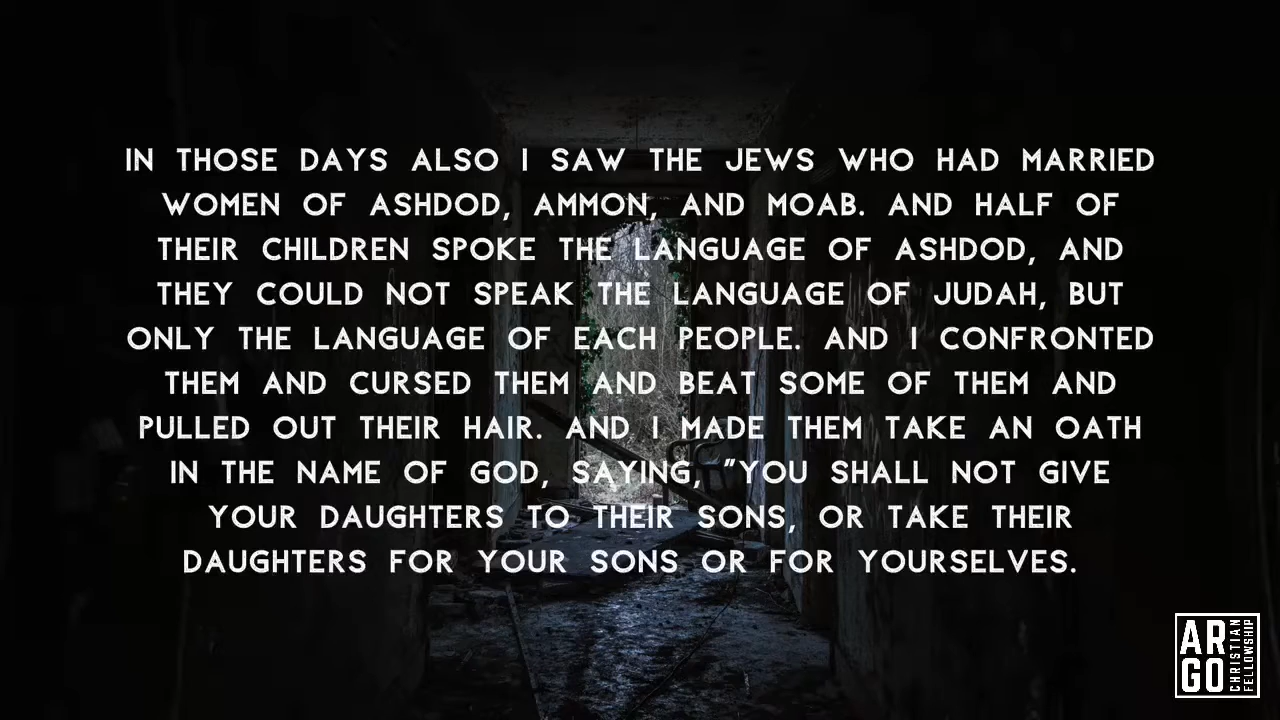 IN THOSE DAYS ALSO I SAW THE JEWS WHO HAD MARRIED
WOMEN OF ASHDOD, AMMON, AND MOAB. AND HALF OF
THEIR CHILDREN SPOKE THE LANGUAGE OF ASHDOD, AND
THEY COULD NOT SPEAK THE LANGUAGE OF JUDAH, BUT
ONLY THE LANGUAGE OF EACH PEOPLE. AND I CONFRONTED
THEM AND CURSED THEM AND BEAT SOME OF THEM AND
PULLED OUT THEIR HAIR. AND I MADE THEM TAKE AN OATH
IN THE NAME OF GOD, SAYING, "YOU SHALL NOT GIVE
YOUR DAUGHTERS TO THEIR SONS, OR TAKE THEIR
DAUGHTERS FOR YOUR SONS OR FOR YOURSELVES.
ARGO
CHRISTIAN
FELLOWSHIP